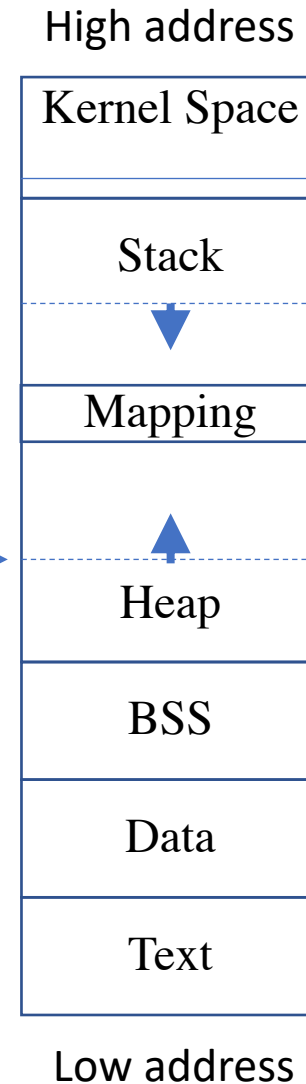 High address
Kernel Space
Stack
Mapping
Heap
BSS
Data
Text
Low address